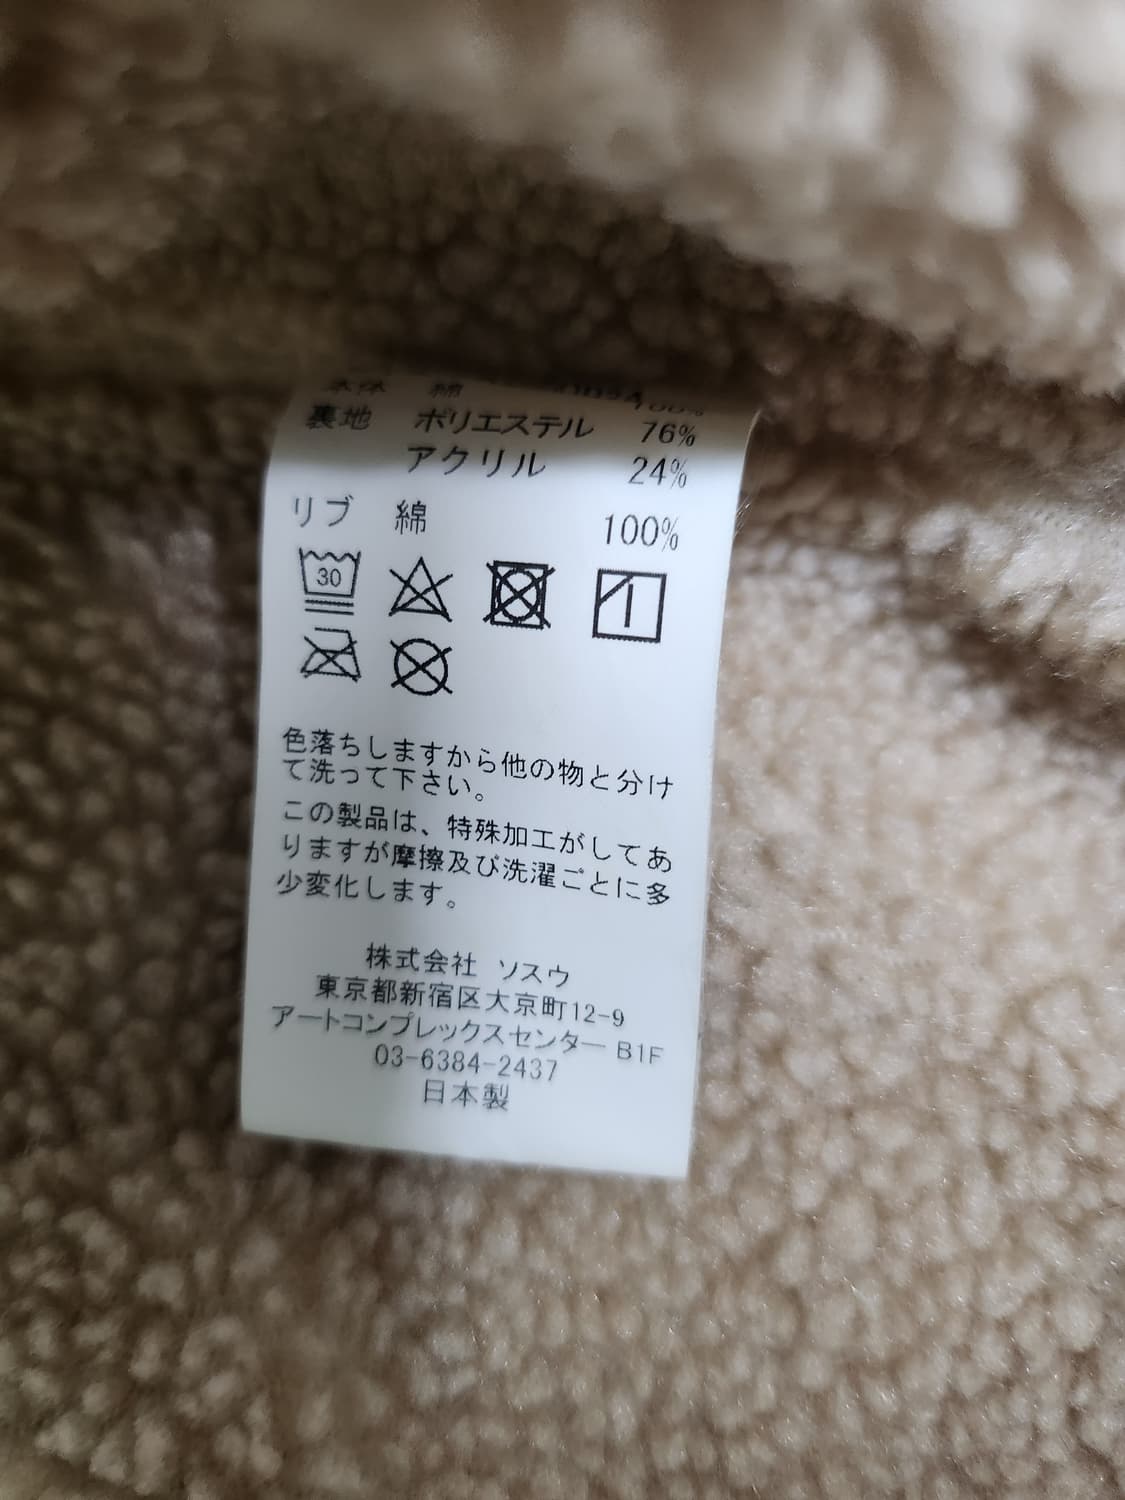 本体 綿 100%
裏地 ポリエステル 76%
アクリル 24%
リブ 綿 100%
30
色落ちしますから他の物と分け
て洗って下さい。
この製品は、特殊加工がしてあ
りますが摩擦及び洗濯ごとに多
少変化します。
株式会社 ソスウ
東京都新宿区大京町12-9
アートコンプレックスセンター B1F
03-6384-2437
日本製